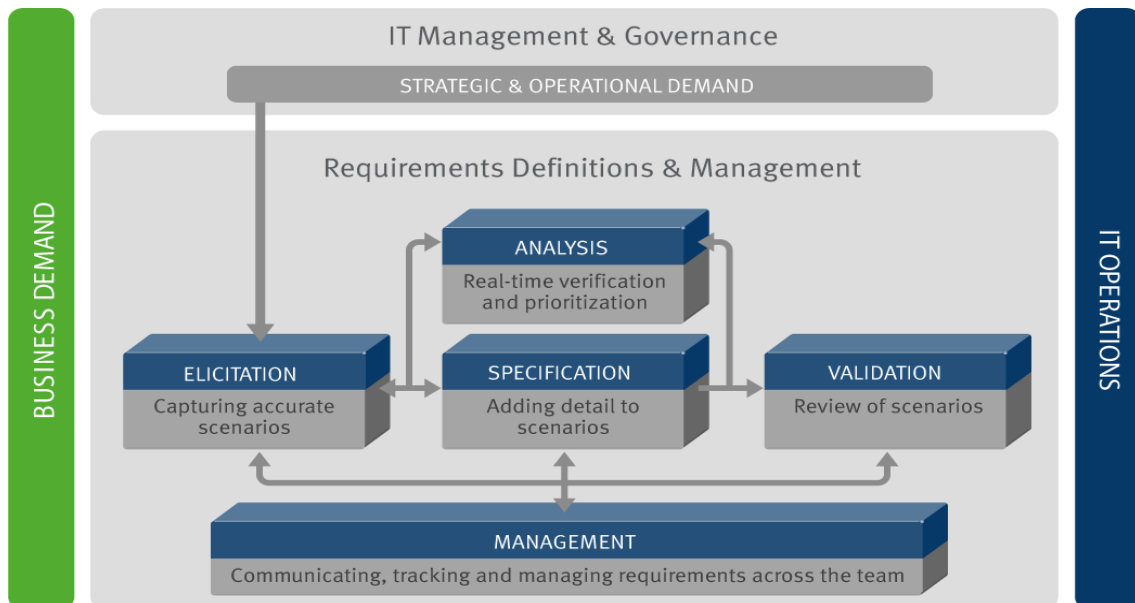 BUSINESS DEMAND
IT Management & Governance
STRATEGIC & OPERATIONAL DEMAND
Requirements Definitions & Management
ANALYSIS
Real-time verification
and prioritization
ELICITATION
Capturing accurate
scenarios
SPECIFICATION
Adding detail to
scenarios
VALIDATION
Review of scenarios
MANAGEMENT
Communicating, tracking and managing requirements across the team
IT OPERATIONS